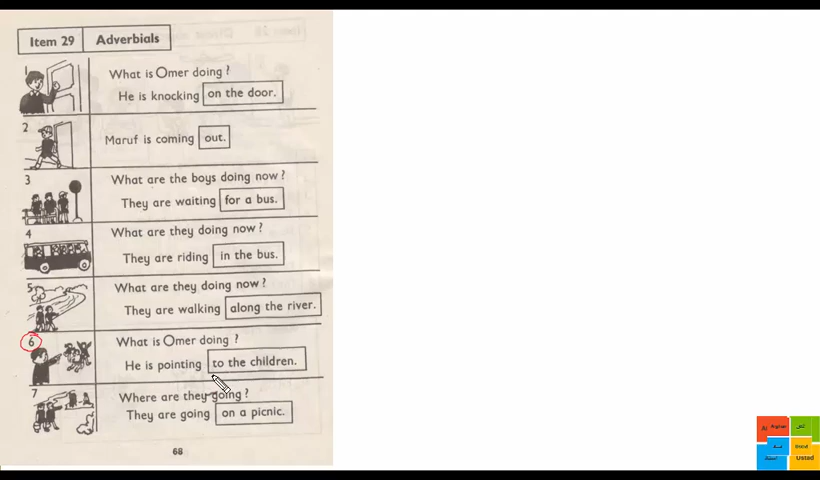 Item 29 Adverbials
1
What is Omer doing ?
He is knocking on the door.
2
Maruf is coming out.
3
What are the boys doing now ?
They are waiting for a bus.
4
What are they doing now ?
They are riding in the bus.
5
What are they doing now ?
They are walking along the river.
6
What is Omer doing ?
He is pointing to the children.
7
Where are they going ?
They are going on a picnic.
68
Ustad